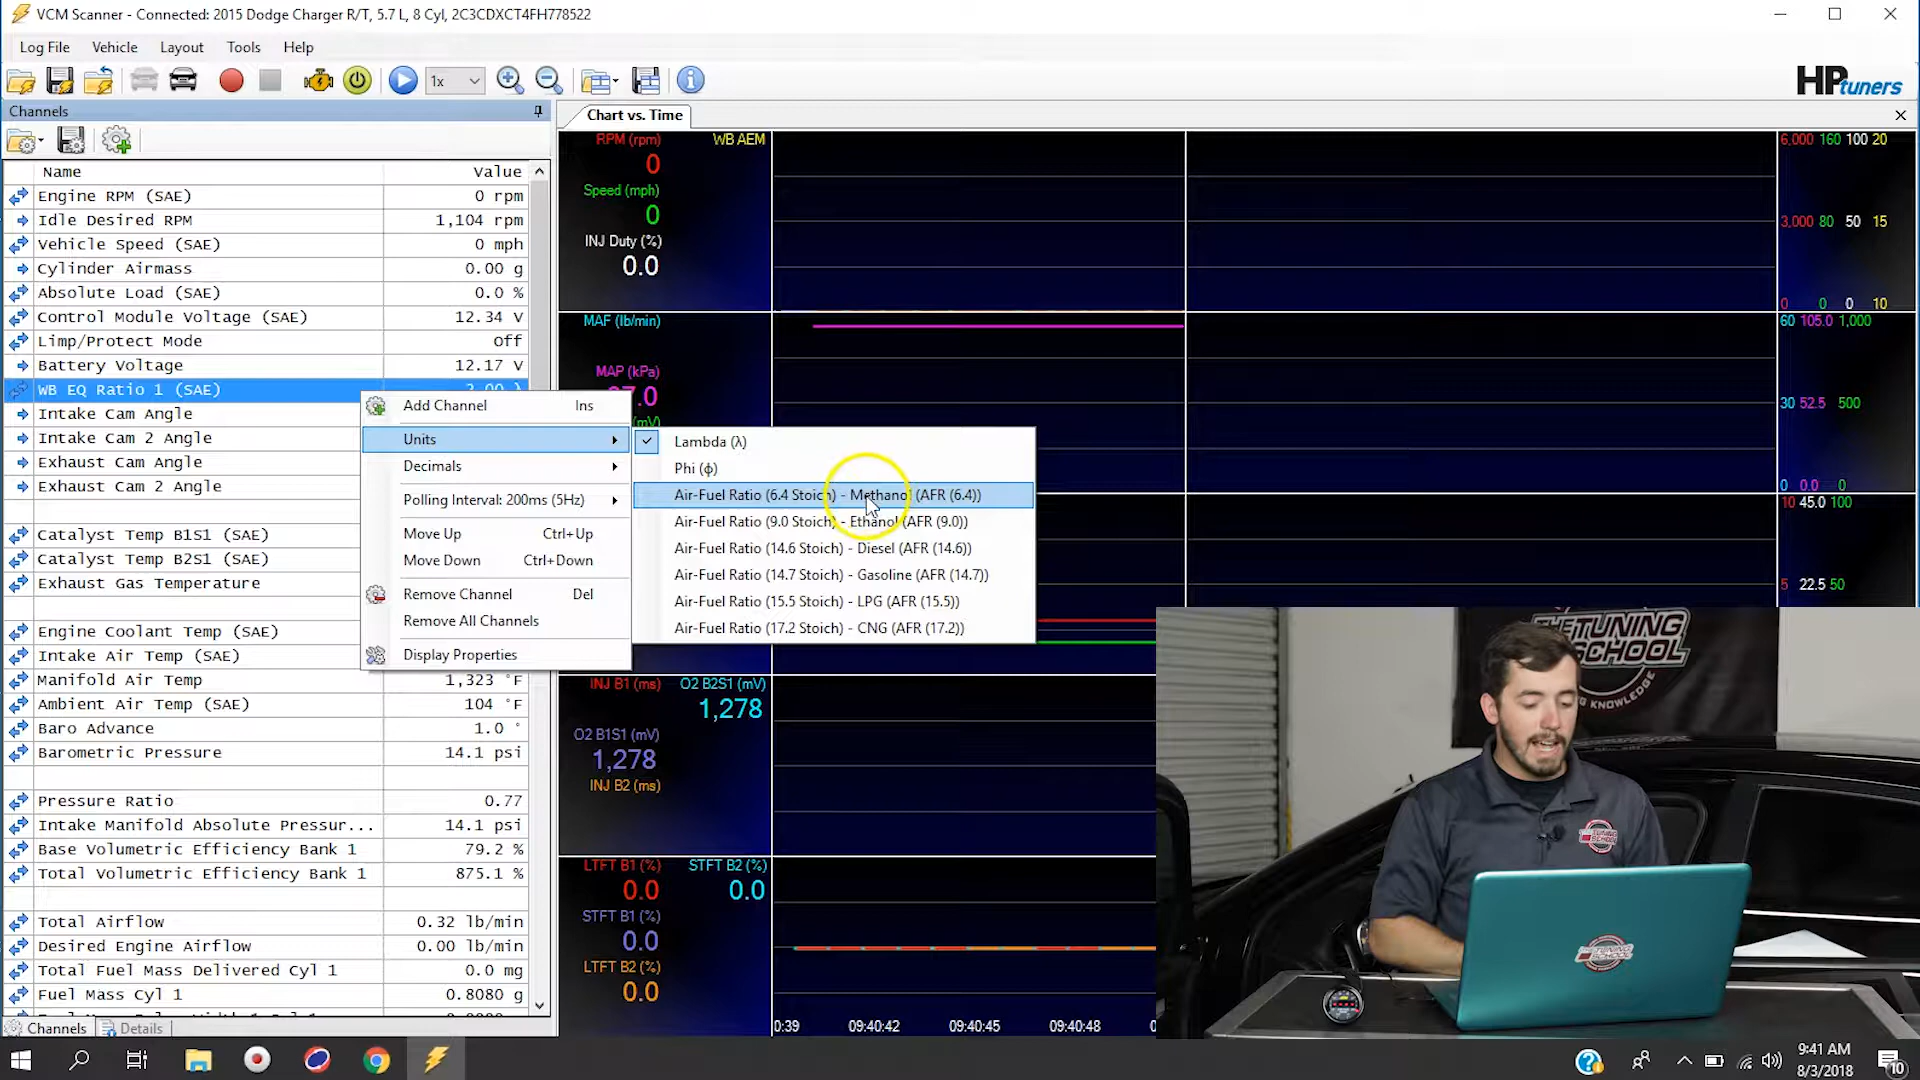 VCM Scanner - Connected: 2015 Dodge Charger R/T, 5.7 L, 8 Cyl, 2C3CDXCT4FH778522
Log File Vehicle Layout Tools Help
1x
HPtuners
Channels
Chart vs. Time
Name Value
Engine RPM (SAE) 0 rpm
Idle Desired RPM 1,104 rpm
Vehicle Speed (SAE) 0 mph
Cylinder Airmass 0.00 g
Absolute Load (SAE) 0.0 %
Control Module Voltage (SAE) 12.34 V
Limp/Protect Mode Off
Battery Voltage 12.17 V
WB EQ Ratio 1 (SAE)
Intake Cam Angle
Intake Cam 2 Angle
Exhaust Cam Angle
Exhaust Cam 2 Angle
Catalyst Temp B1S1 (SAE)
Catalyst Temp B2S1 (SAE)
Exhaust Gas Temperature
Engine Coolant Temp (SAE)
Intake Air Temp (SAE)
Manifold Air Temp 1,323 °F
Ambient Air Temp (SAE) 104 °F
Baro Advance 1.0 °
Barometric Pressure 14.1 psi
Pressure Ratio 0.77
Intake Manifold Absolute Pressur... 14.1 psi
Base Volumetric Efficiency Bank 1 79.2 %
Total Volumetric Efficiency Bank 1 875.1 %
Total Airflow 0.32 lb/min
Desired Engine Airflow 0.00 lb/min
Total Fuel Mass Delivered Cyl 1 0.0 mg
Fuel Mass Cyl 1 0.8080 g
Channels Details
Add Channel Ins
Units
Decimals
Polling Interval: 200ms (5Hz)
Move Up Ctrl+Up
Move Down Ctrl+Down
Remove Channel Del
Remove All Channels
Display Properties
Lambda (λ)
Phi (ϕ)
Air-Fuel Ratio (6.4 Stoich) - Methanol (AFR (6.4))
Air-Fuel Ratio (9.0 Stoich) - Ethanol (AFR (9.0))
Air-Fuel Ratio (14.6 Stoich) - Diesel (AFR (14.6))
Air-Fuel Ratio (14.7 Stoich) - Gasoline (AFR (14.7))
Air-Fuel Ratio (15.5 Stoich) - LPG (AFR (15.5))
Air-Fuel Ratio (17.2 Stoich) - CNG (AFR (17.2))
RPM (rpm) WB AEM
0
Speed (mph)
0
INJ Duty (%)
0.0
MAF (lb/min)
MAP (kPa)
INJ B1 (ms) O2 B2S1 (mV)
1,278
O2 B1S1 (mV)
1,278
INJ B2 (ms)
LTFT B1 (%) STFT B2 (%)
0.0 0.0
STFT B1 (%)
0.0
LTFT B2 (%)
0.0
6,000 160 100 20
3,000 80 50 15
0 0 0 10
60 105.0 1,000
30 52.5 500
0 0.0 0
10 45.0 100
5 22.5 50
0:39 09:40:42 09:40:45 09:40:48
THE TUNING SCHOOL
THE TUNING SCHOOL
9:41 AM
8/3/2018
10